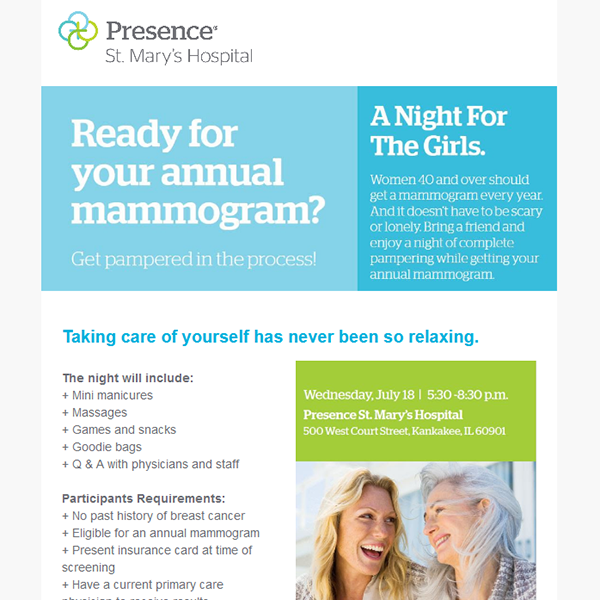 Presence
St. Mary's Hospital
Ready for
your annual
mammogram?
Get pampered in the process!
A Night For
The Girls.
Women 40 and over should
get a mammogram every year.
And it doesn't have to be scary
or lonely. Bring a friend and
enjoy a night of complete
pampering while getting your
annual mammogram.
Taking care of yourself has never been so relaxing.
The night will include:
+ Mini manicures
+ Massages
+ Games and snacks
+ Goodie bags
+ Q & A with physicians and staff
Participants Requirements:
+ No past history of breast cancer
+ Eligible for an annual mammogram
+ Present insurance card at time of
screening
+ Have a current primary care
physician to receive results
Wednesday, July 18 | 5:30 -8:30 p.m.
Presence St. Mary's Hospital
500 West Court Street, Kankakee, IL 60901